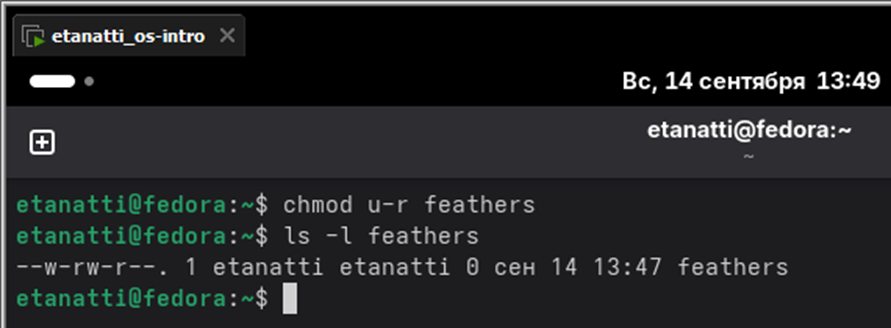 etanatti_os-intro
Вс, 14 сентября 13:49
etanatti@fedora:~
~
etanatti@fedora:~$ chmod u-r feathers
etanatti@fedora:~$ ls -l feathers
--w-rw-r--. 1 etanatti etanatti 0 сен 14 13:47 feathers
etanatti@fedora:~$